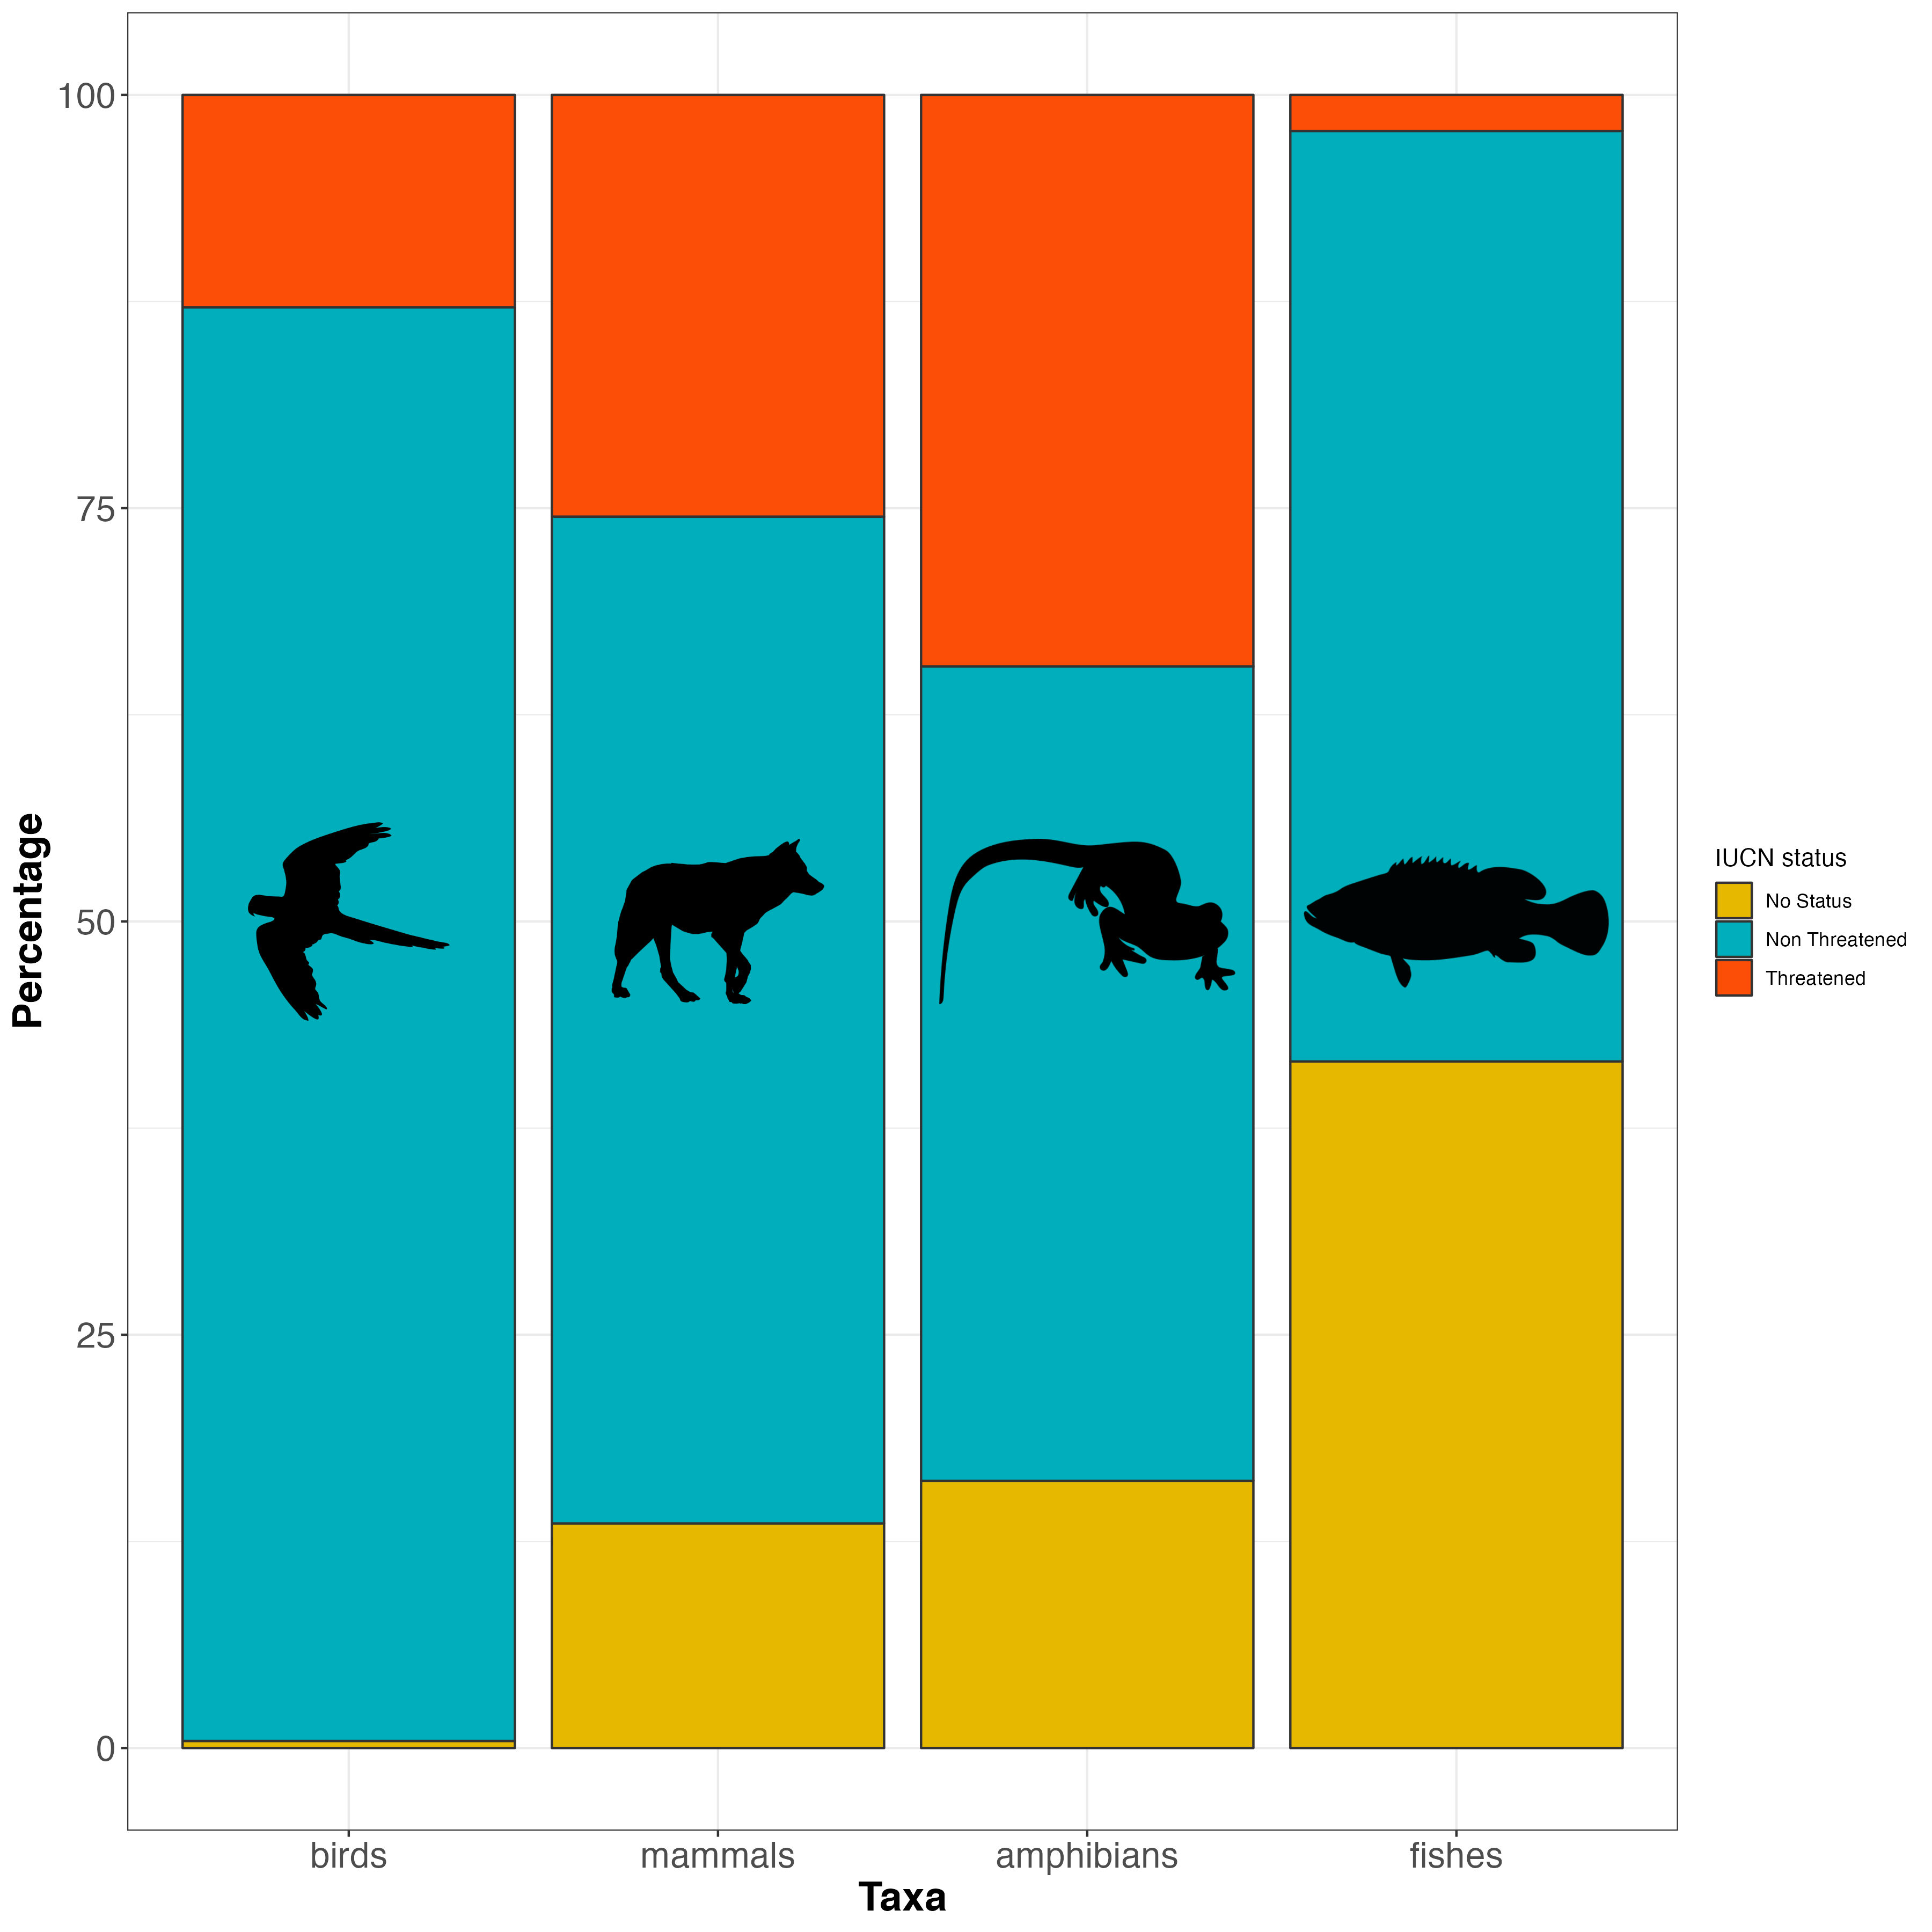 Percentage
100
75
50
25
0
birds mammals amphibians fishes
Taxa
IUCN status
No Status
Non Threatened
Threatened